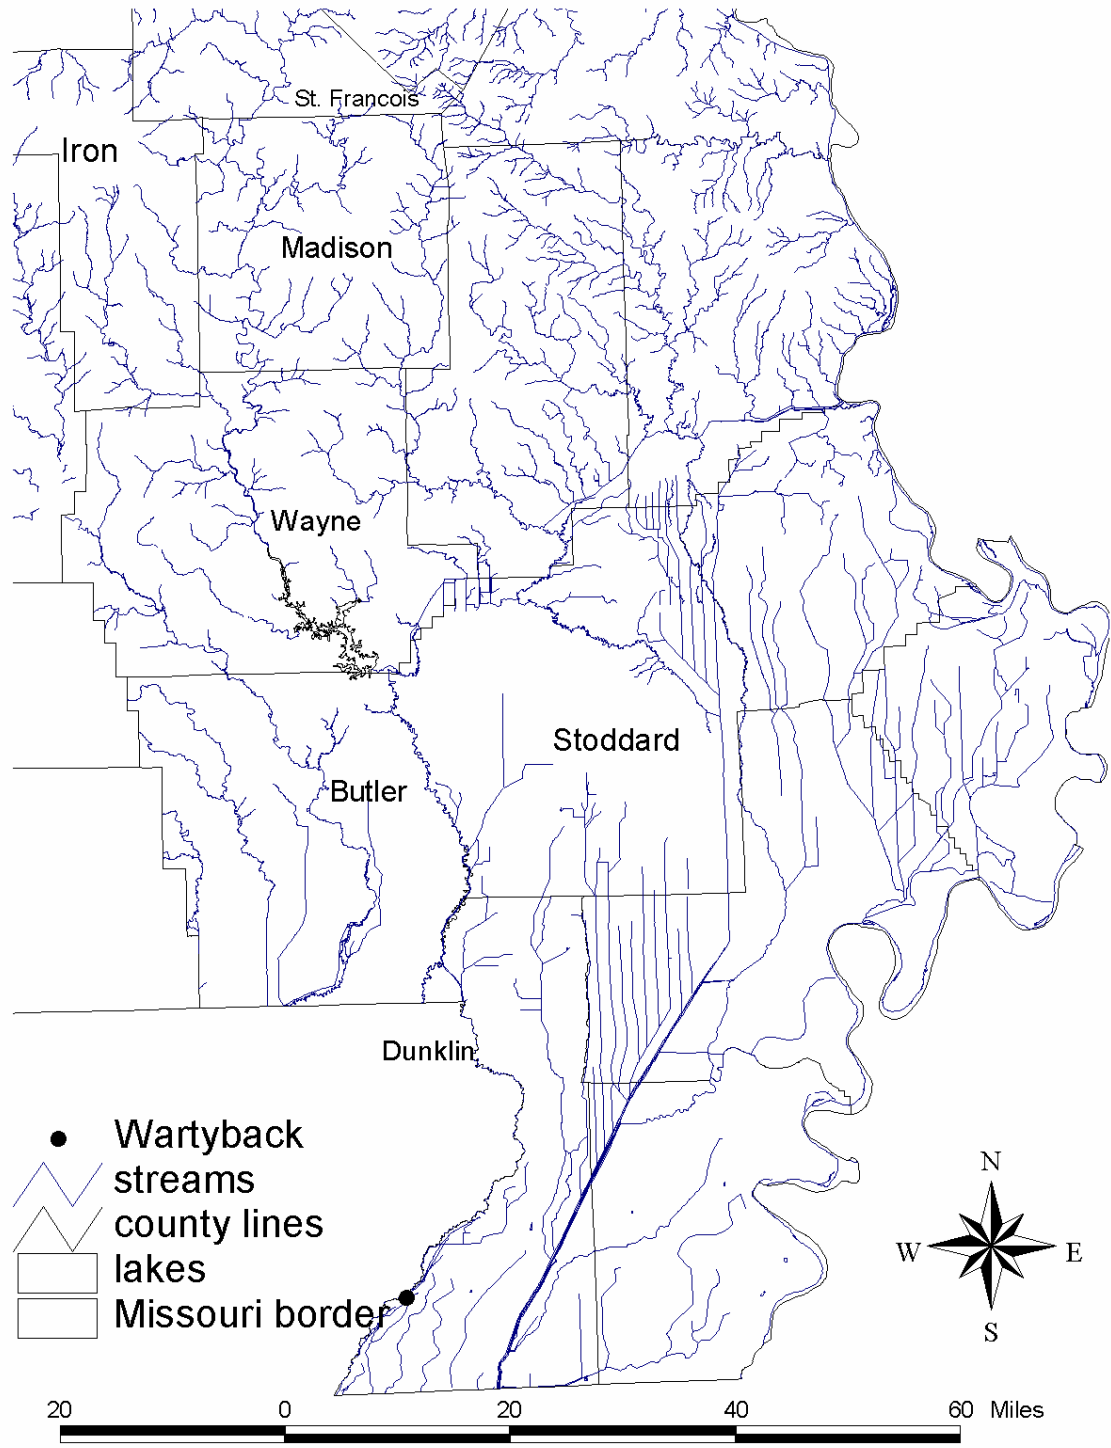 St. Francois
Iron
Madison
Wayne
Stoddard
Butler
Dunklin
Wartyback
streams
county lines
lakes
Missouri border
N
W E
S
20 0 20 40 60 Miles